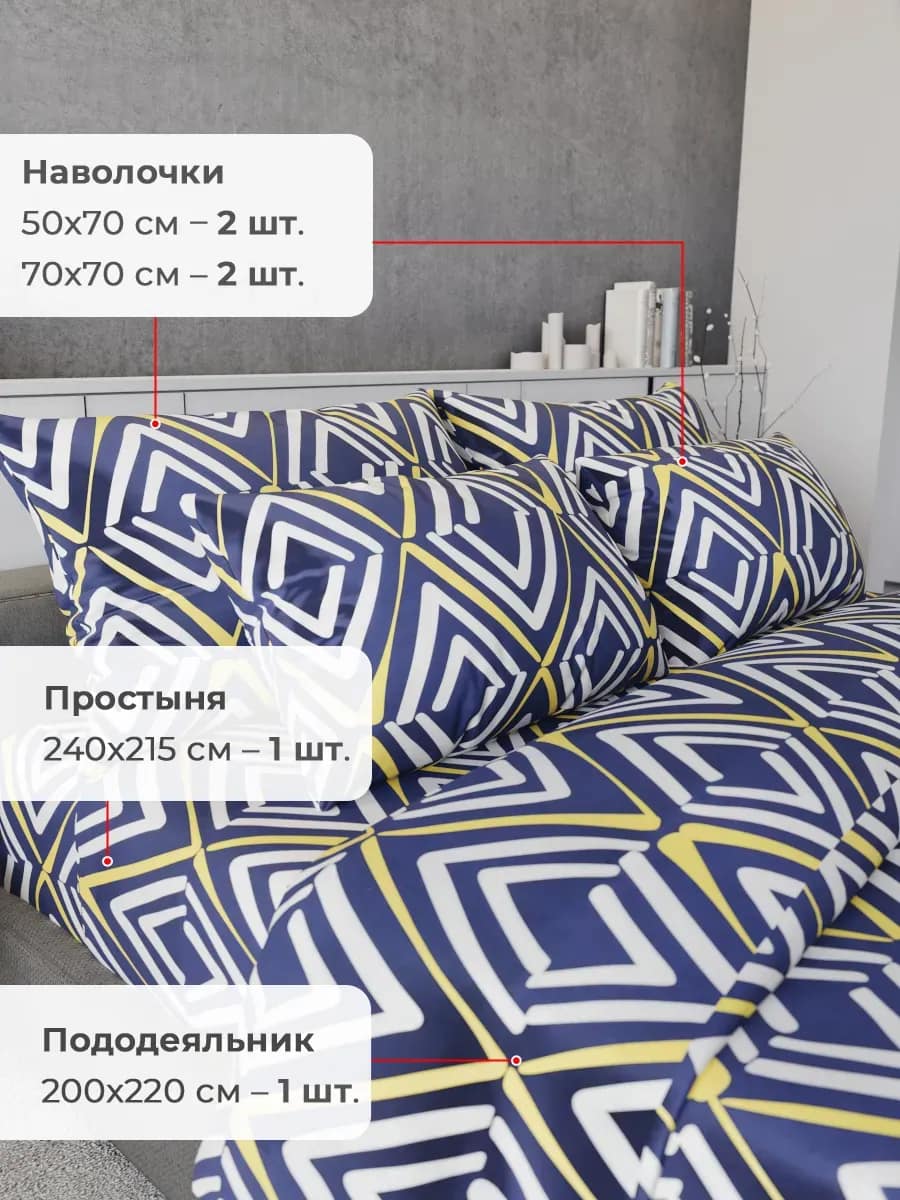 Наволочки
50х70 см – 2 шт.
70х70 см – 2 шт.
Простыня
240х215 см – 1 шт.
Пододеяльник
200х220 см – 1 шт.